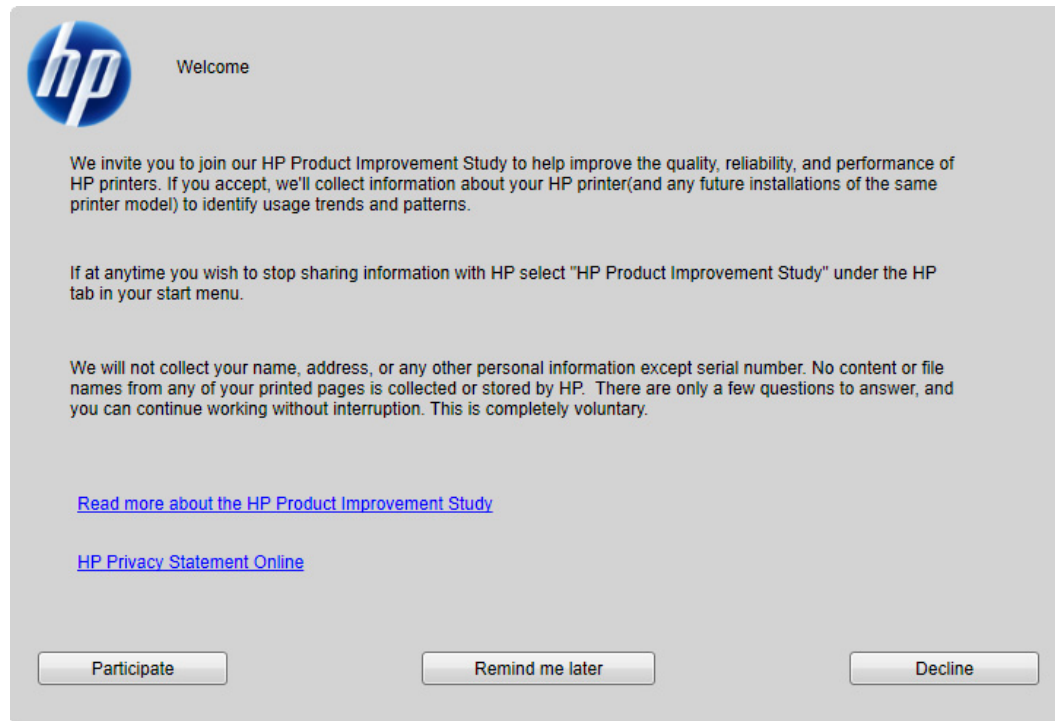 hp
Welcome
We invite you to join our HP Product Improvement Study to help improve the quality, reliability, and performance of
HP printers. If you accept, we'll collect information about your HP printer(and any future installations of the same
printer model) to identify usage trends and patterns.
If at anytime you wish to stop sharing information with HP select "HP Product Improvement Study" under the HP
tab in your start menu.
We will not collect your name, address, or any other personal information except serial number. No content or file
names from any of your printed pages is collected or stored by HP.  There are only a few questions to answer, and
you can continue working without interruption. This is completely voluntary.
Read more about the HP Product Improvement Study
HP Privacy Statement Online
Participate
Remind me later
Decline